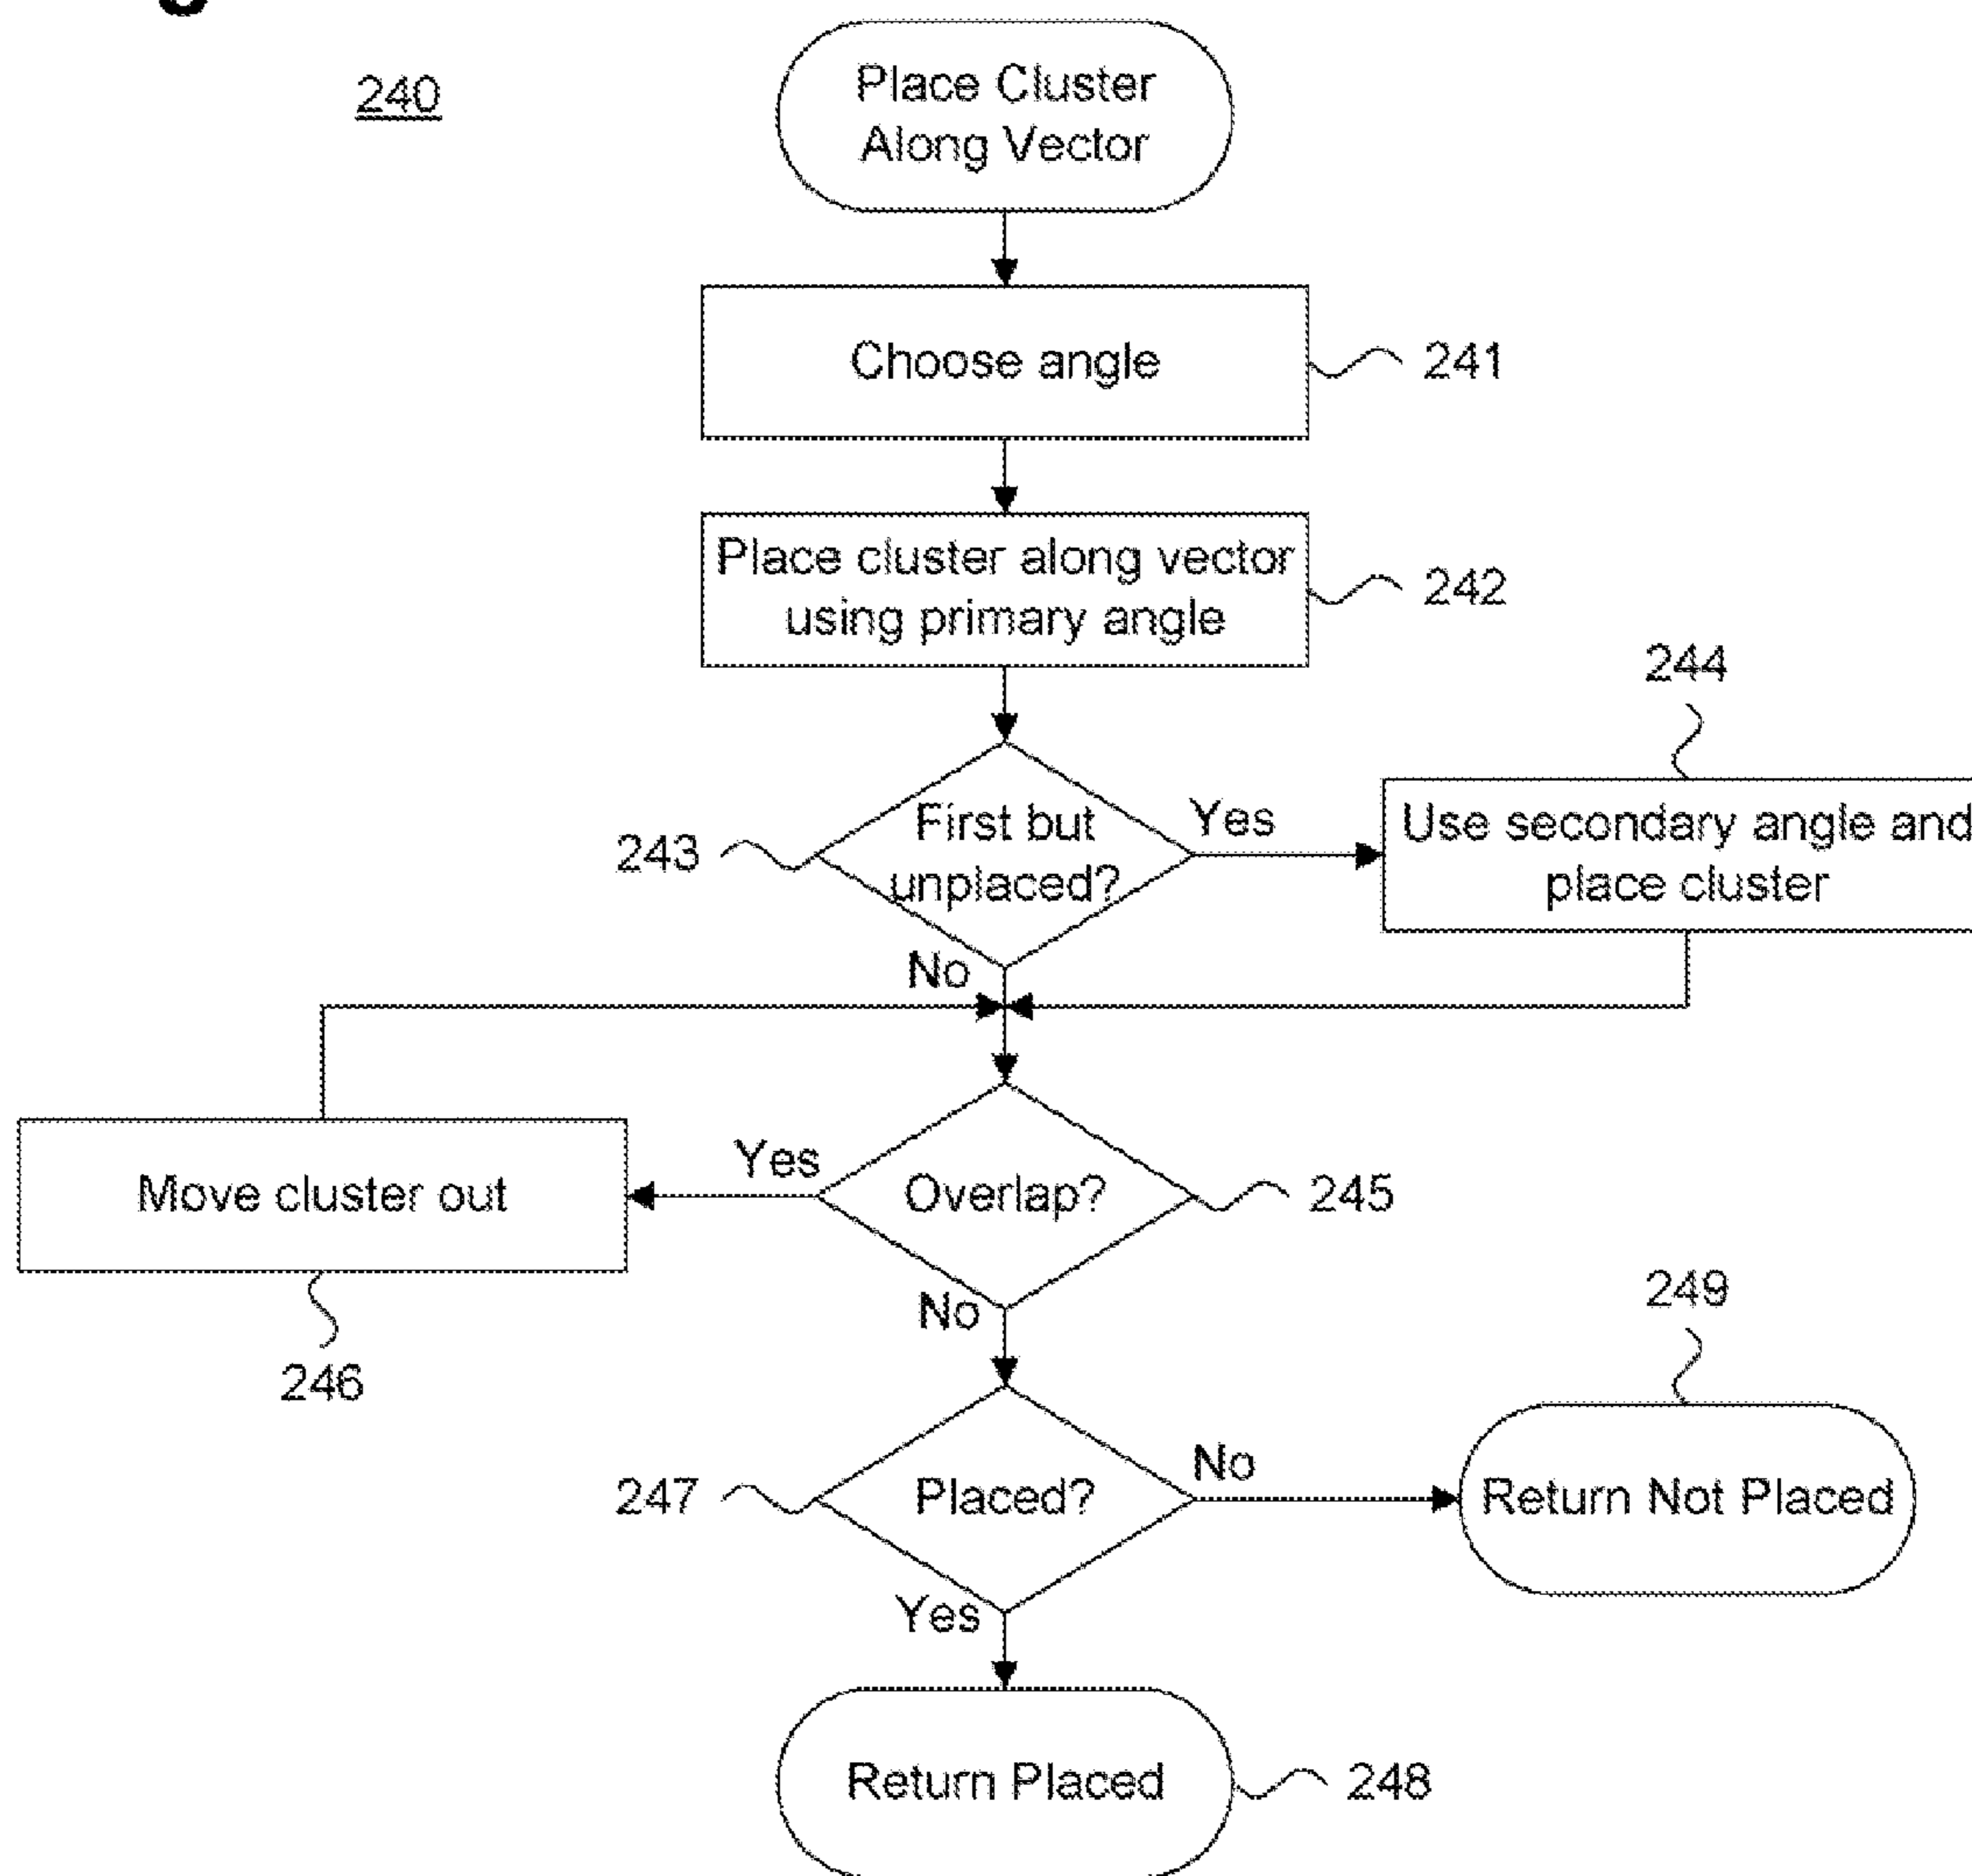 240
Place Cluster
Along Vector
Choose angle
241
Place cluster along vector
using primary angle
242
244
243
First but
unplaced?
Yes
Use secondary angle and
place cluster
No
Move cluster out
Yes
Overlap?
245
246
No
249
247
Placed?
No
Return Not Placed
Yes
Return Placed
248